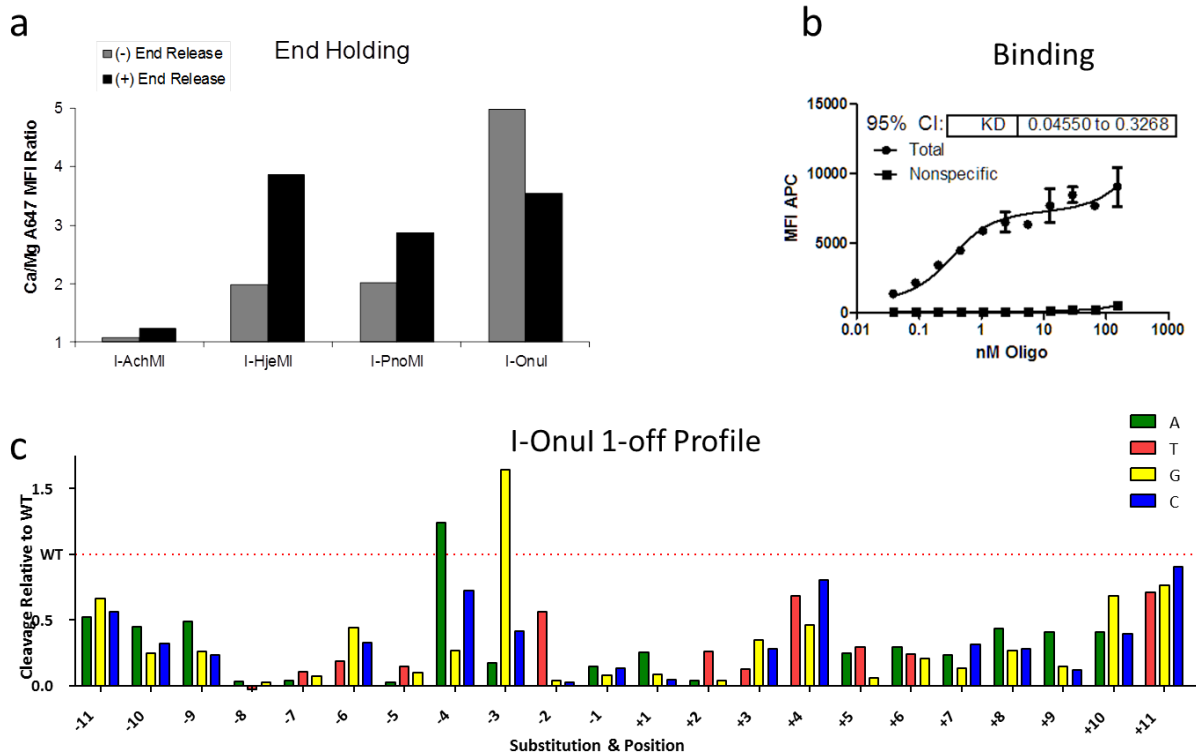 a
End Holding
(-) End Release
(+) End Release
Ca/Mg A647 MFI Ratio
5
4
3
2
1
I-AchMI
I-HjeMI
I-PnoMI
I-OnuI
b
Binding
95% CI: KD 0.04550 to 0.3268
Total
Nonspecific
MFI APC
15000
10000
5000
0
0.01 0.1 1 10 100 1000
nM Oligo
c
I-OnuI 1-off Profile
A
T
G
C
Cleavage Relative to WT
1.5
WT
0.5
0.0
-11 -10 -9 -8 -7 -6 -5 -4 -3 -2 -1 +1 +2 +3 +4 +5 +6 +7 +8 +9 +10 +11
Substitution & Position